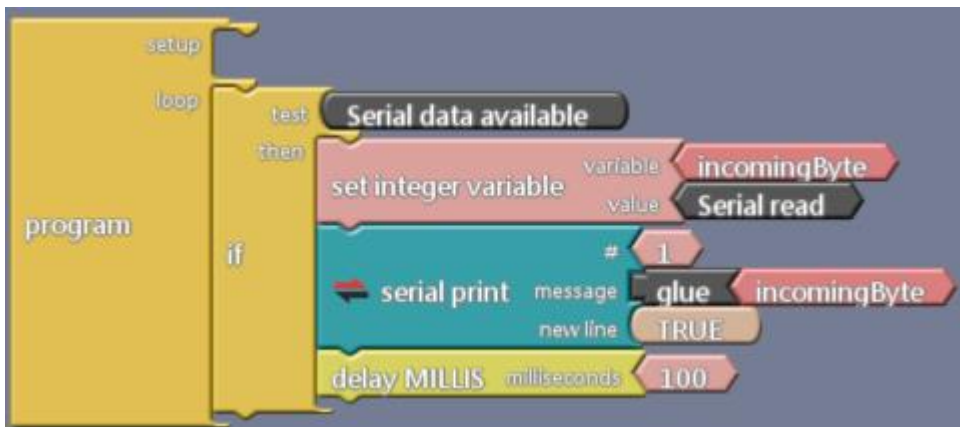 setup
loop
test Serial data available
then
variable incomingByte
set integer variable
value Serial read
program
if
# 1
serial print message glue incomingByte
new line TRUE
delay MILLIS milliseconds 100